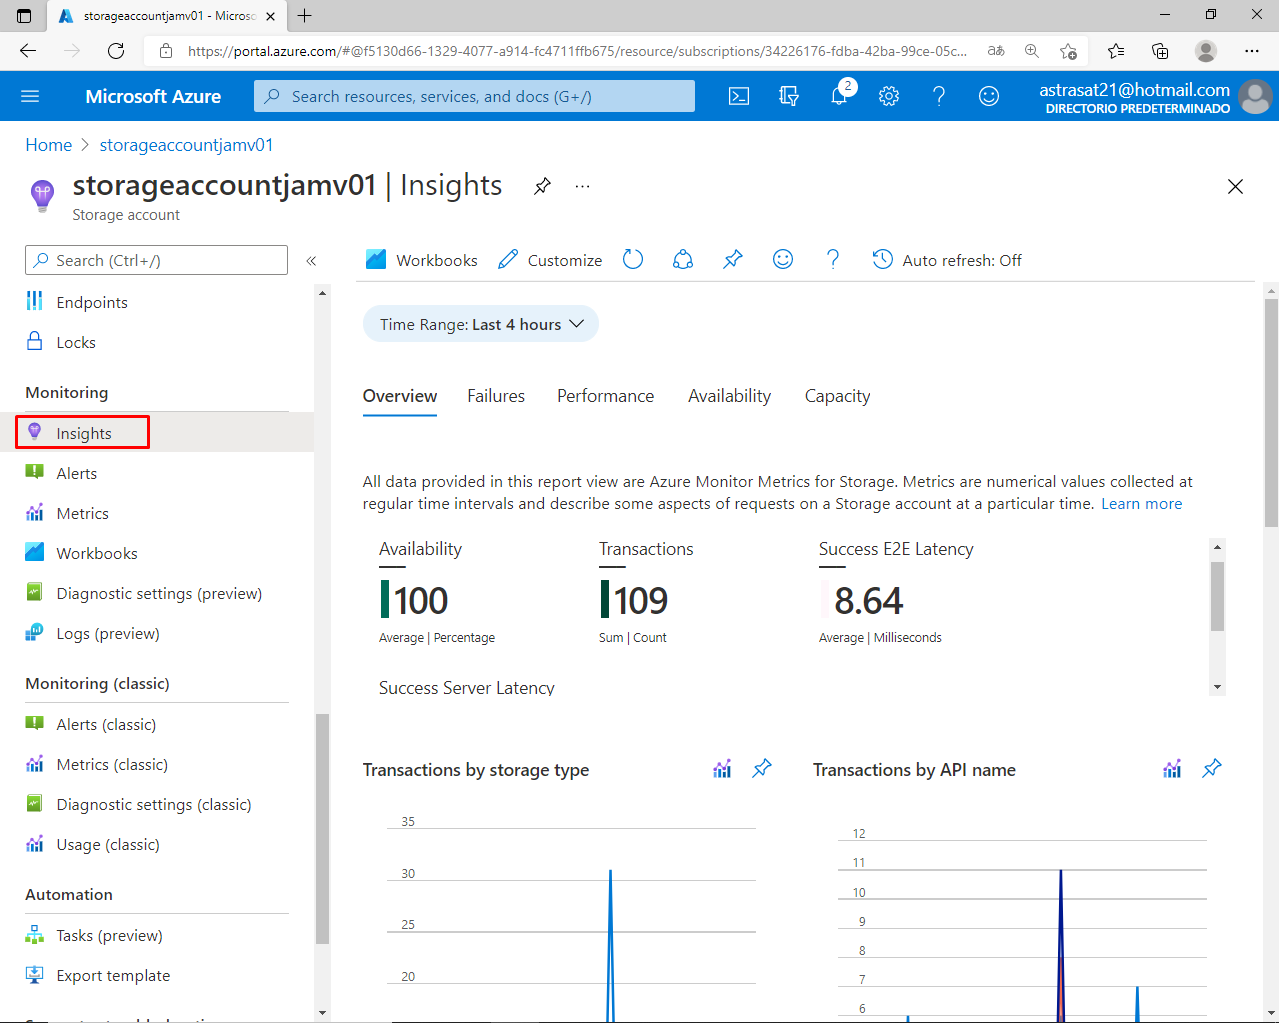 storageaccountjamv01 - Microso
https://portal.azure.com/#@f5130d66-1329-4077-a914-fc4711ffb675/resource/subscriptions/34226176-fdba-42ba-99ce-05c...
Microsoft Azure
Search resources, services, and docs (G+/)
2
astrasat21@hotmail.com
DIRECTORIO PREDETERMINADO
Home > storageaccountjamv01
storageaccountjamv01 | Insights
Storage account
Search (Ctrl+/)
Endpoints
Locks
Monitoring
Insights
Alerts
Metrics
Workbooks
Diagnostic settings (preview)
Logs (preview)
Monitoring (classic)
Alerts (classic)
Metrics (classic)
Diagnostic settings (classic)
Usage (classic)
Automation
Tasks (preview)
Export template
Workbooks
Customize
Auto refresh: Off
Time Range: Last 4 hours
Overview
Failures
Performance
Availability
Capacity
All data provided in this report view are Azure Monitor Metrics for Storage. Metrics are numerical values collected at
regular time intervals and describe some aspects of requests on a Storage account at a particular time. Learn more
Availability
100
Average | Percentage
Transactions
109
Sum | Count
Success E2E Latency
8.64
Average | Milliseconds
Success Server Latency
Transactions by storage type
35
30
25
20
Transactions by API name
12
11
10
9
8
7
6